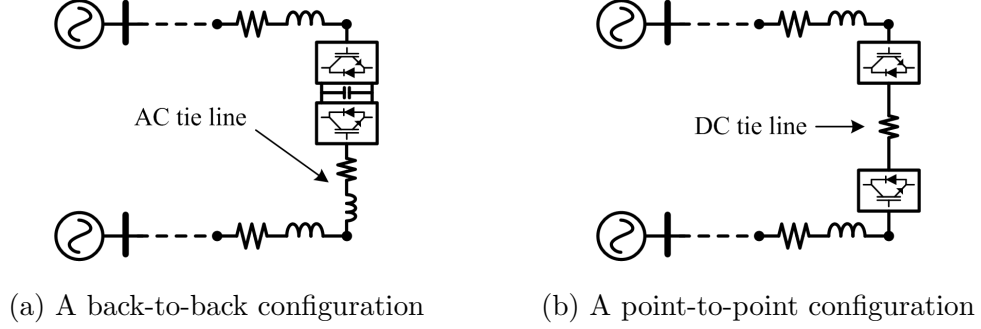 AC tie line
DC tie line
(a) A back-to-back configuration
(b) A point-to-point configuration